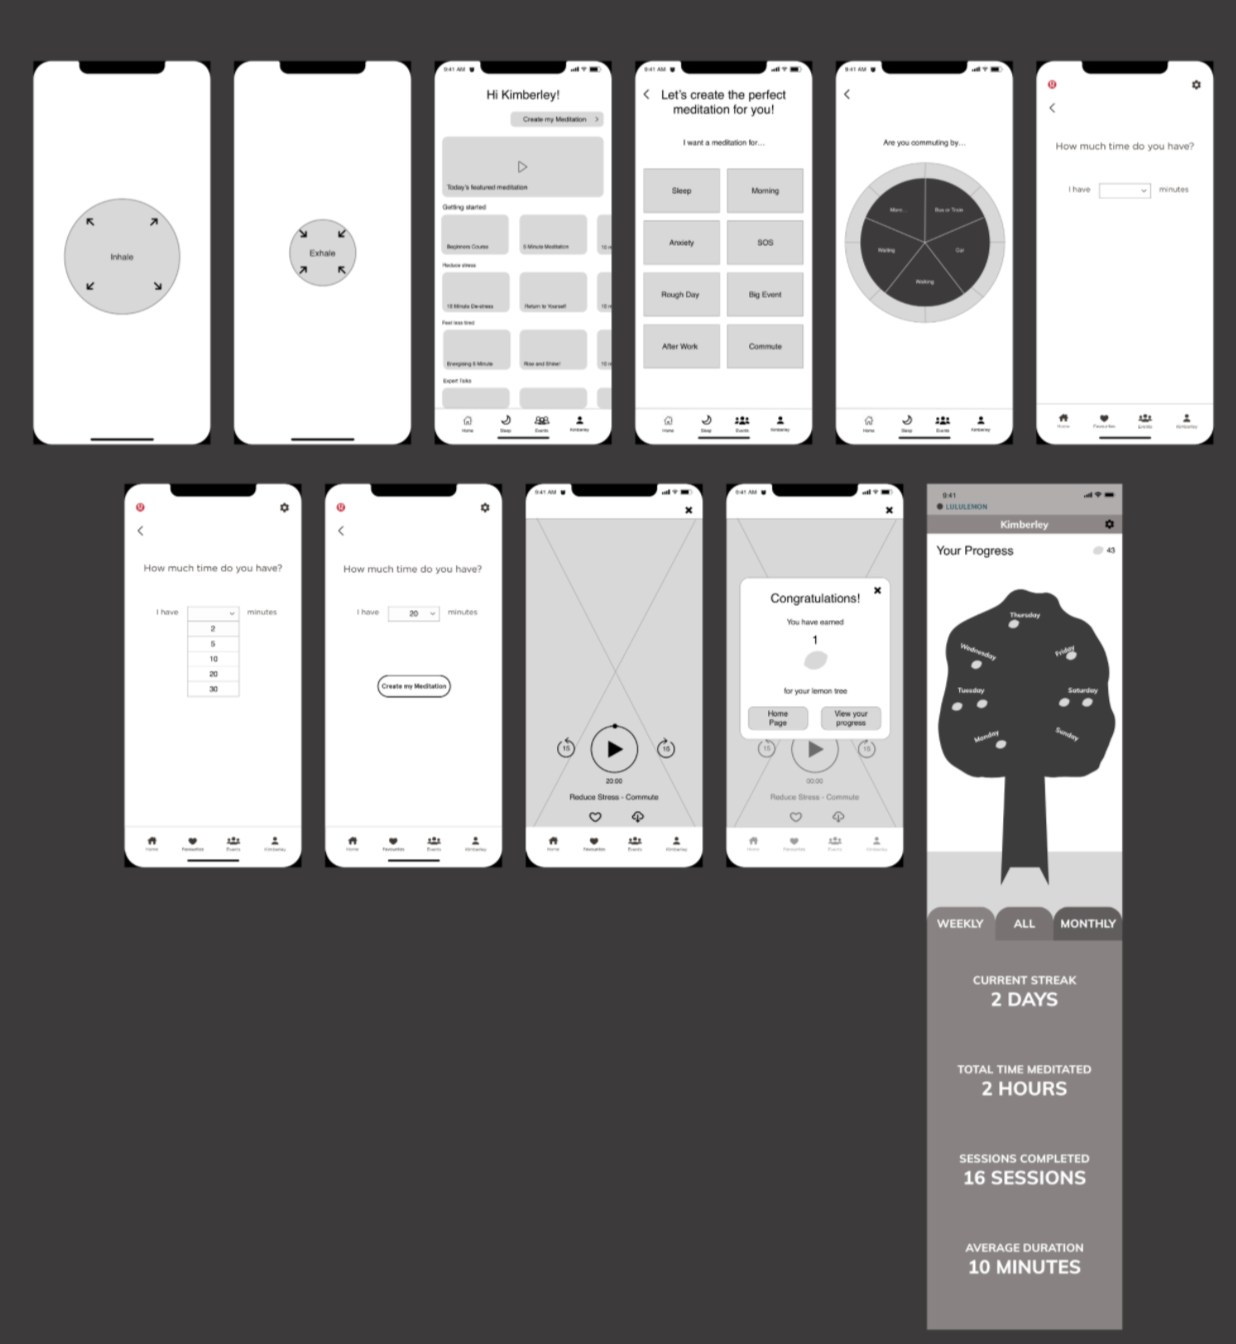 Inhale
Exhale
9:41 AM
Hi Kimberley!
Create my Meditation >
Today's featured meditation
Getting started
Beginners Course
5 Minute Meditation
10 m
Reduce stress
10 Minute De-stress
Return to Yourself
10 m
Feel less tired
Energising 5 Minute
Rise and Shine!
10 m
Expert Talks
Home
Sleep
Events
Kimberley
9:41 AM
Let's create the perfect
meditation for you!
I want a meditation for...
Sleep
Morning
Anxiety
SOS
Rough Day
Big Event
After Work
Commute
Home
Sleep
Events
Kimberley
9:41 AM
Are you commuting by...
More...
Bus or Train
Waiting
Car
Walking
Home
Sleep
Events
Kimberley
How much time do you have?
I have
minutes
Home
Favourites
Events
Kimberley
How much time do you have?
I have
minutes
2
5
10
20
30
Home
Favourites
Events
Kimberley
How much time do you have?
I have 20 minutes
Create my Meditation
Home
Favourites
Events
Kimberley
9:41 AM
15
15
20:00
Reduce Stress - Commute
Home
Favourites
Events
Kimberley
9:41 AM
Congratulations!
You have earned
1
for your lemon tree
Home
Page
View your
progress
15
15
00:00
Reduce Stress - Commute
Home
Favourites
Events
Kimberley
9:41
LULULEMON
Kimberley
Your Progress
43
Thursday
Wednesday
Friday
Tuesday
Saturday
Monday
Sunday
WEEKLY
ALL
MONTHLY
CURRENT STREAK
2 DAYS
TOTAL TIME MEDITATED
2 HOURS
SESSIONS COMPLETED
16 SESSIONS
AVERAGE DURATION
10 MINUTES